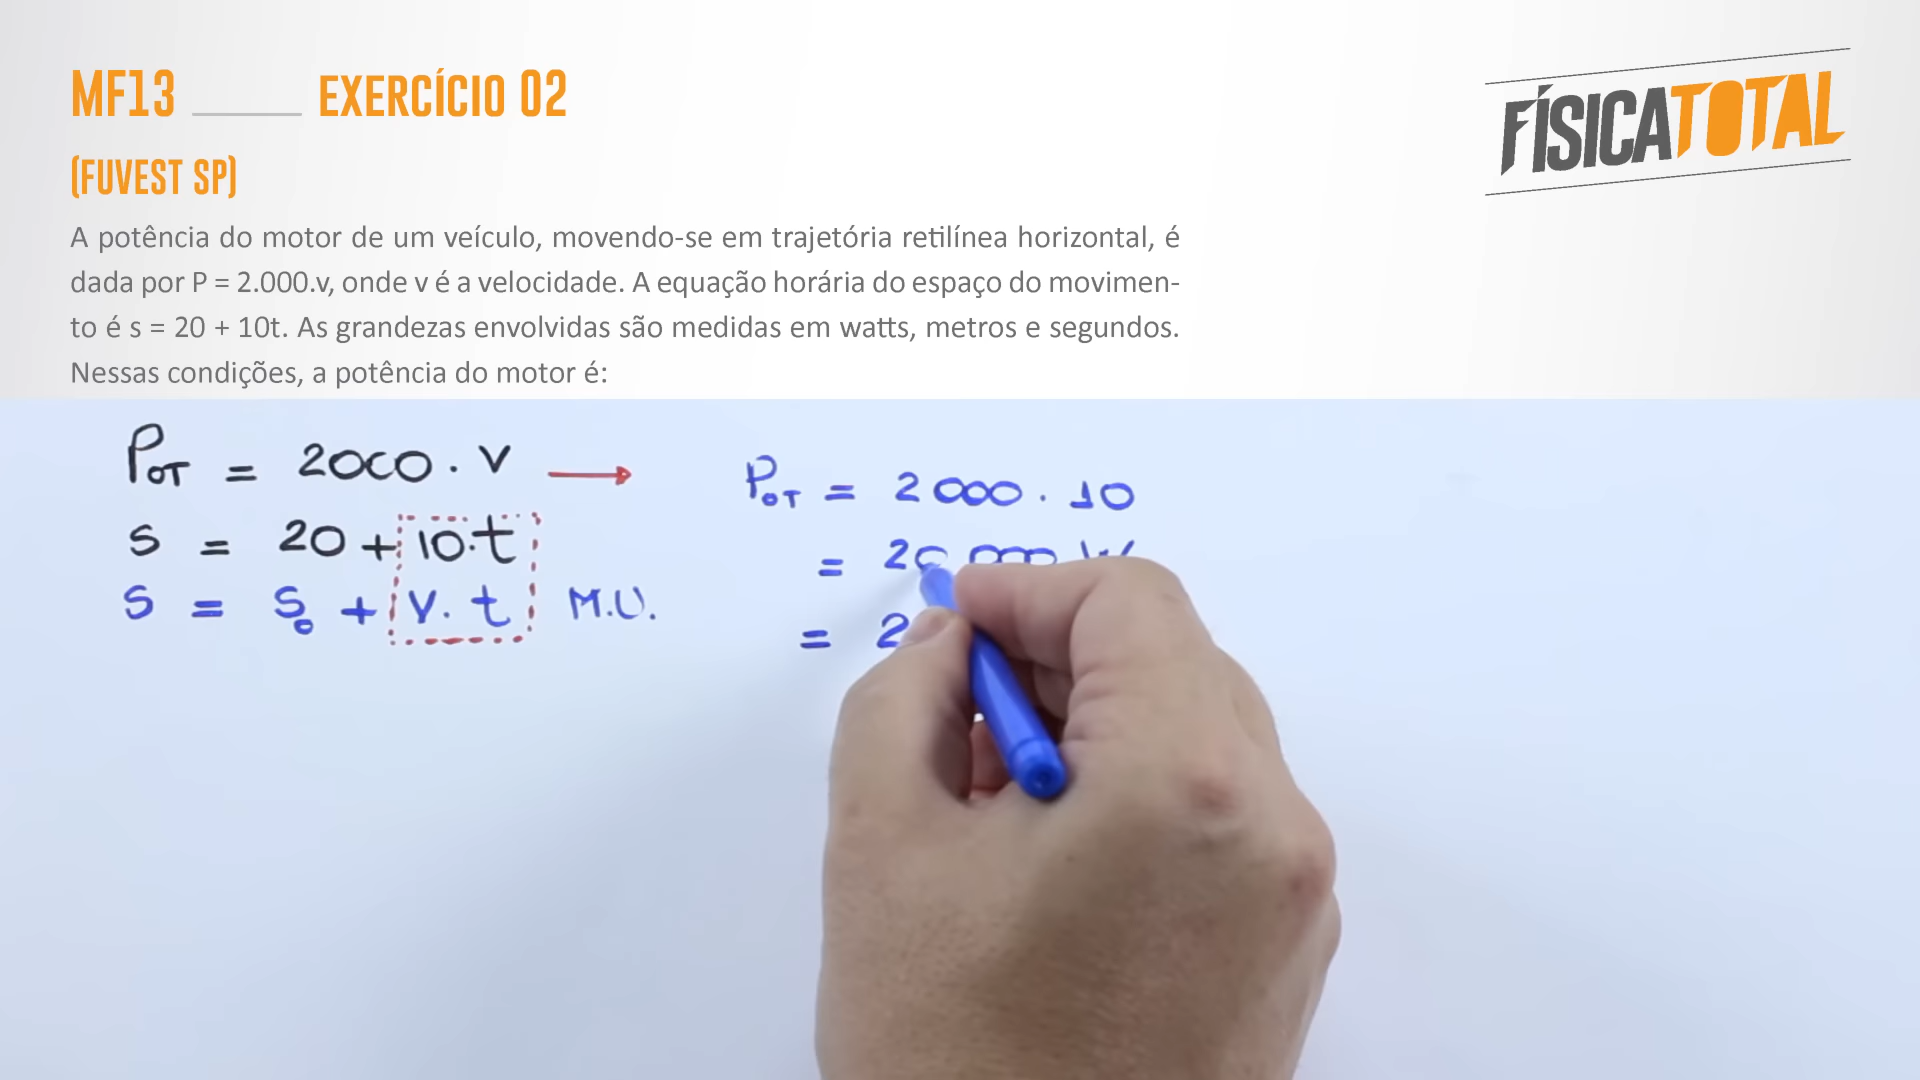 MF13 EXERCÍCIO 02
FÍSICATOTAL
(FUVEST SP)
A potência do motor de um veículo, movendo-se em trajetória retilínea horizontal, é
dada por P = 2.000.v, onde v é a velocidade. A equação horária do espaço do movimen-
to é s = 20 + 10t. As grandezas envolvidas são medidas em watts, metros e segundos.
Nessas condições, a potência do motor é:
POT = 2000 . V
S = 20 + 10.t
S = S0 + V. t M.U.
POT = 2000 . 10
= 20 000 W
= 2